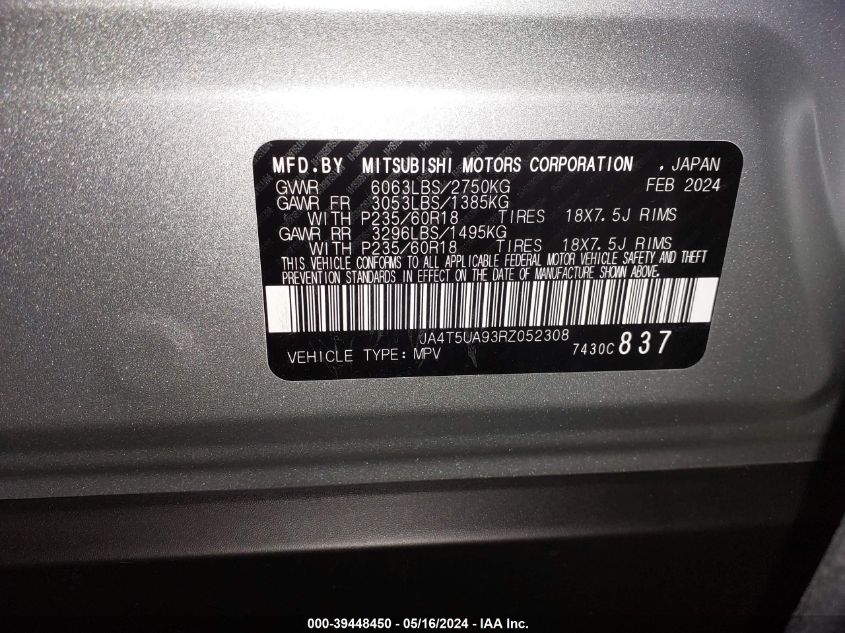 MFD.BY MITSUBISHI MOTORS CORPORATION , JAPAN
GVWR 6063LBS/2750KG FEB 2024
GAWR FR 3053LBS/1385KG
WITH P235/60R18 TIRES 18X7.5J RIMS
GAWR RR 3296LBS/1495KG
WITH P235/60R18 TIRES 18X7.5J RIMS
THIS VEHICLE CONFORMS TO ALL APPLICABLE FEDERAL MOTOR VEHICLE SAFETY AND THEFT
PREVENTION STANDARDS IN EFFECT ON THE DATE OF MANUFACTURE SHOWN ABOVE.
JA4T5UA93RZ052308
VEHICLE TYPE:MPV 7430C 837
000-39448450 - 05/16/2024 - IAA Inc.